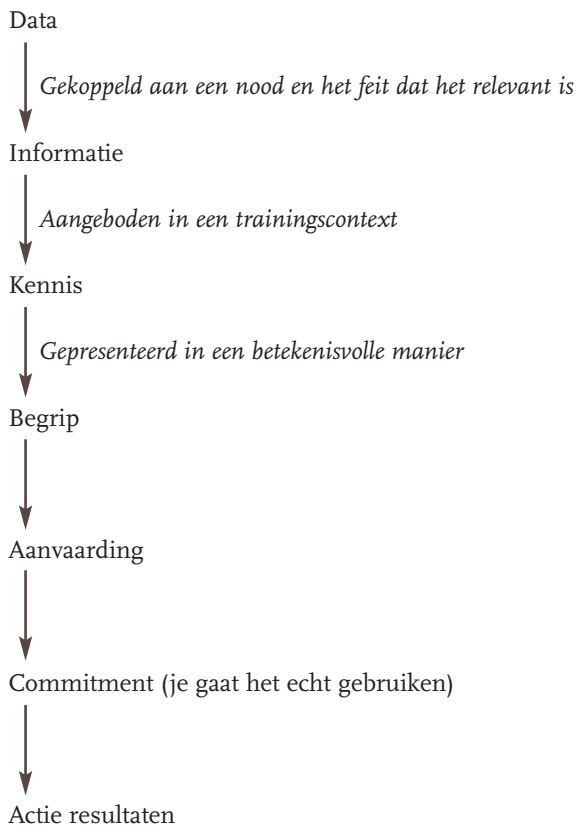 Data
Gekoppeld aan een nood en het feit dat het relevant is
Informatie
Aangeboden in een trainingscontext
Kennis
Gepresenteerd in een betekenisvolle manier
Begrip
Aanvaarding
Commitment (je gaat het echt gebruiken)
Actie resultaten